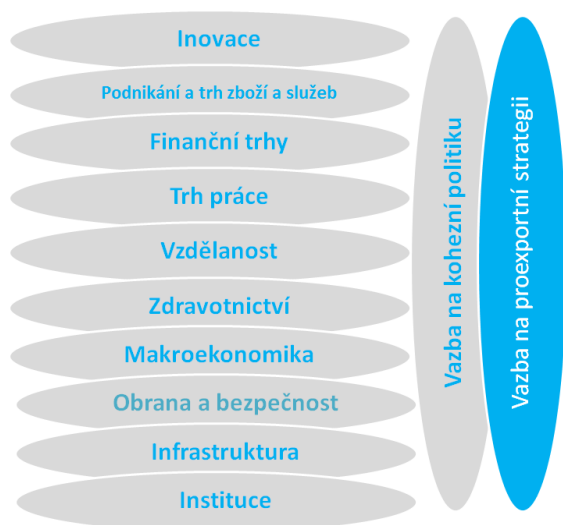 Inovace
Podnikání a trh zboží a služeb
Finanční trhy
Trh práce
Vzdělanost
Zdravotnictví
Makroekonomika
Obrana a bezpečnost
Infrastruktura
Instituce
Vazba na kohezní politiku
Vazba na proexportní strategii